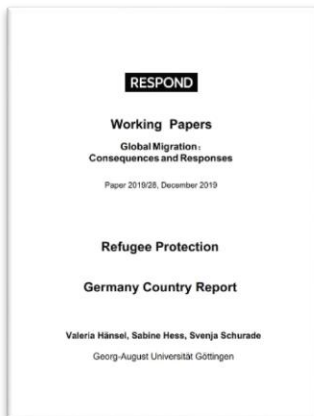 RESPOND
Working Papers
Global Migration:
Consequences and Responses
Paper 2019/28, December 2019
Refugee Protection
Germany Country Report
Valeria Hänsel, Sabine Hess, Svenja Schurade
Georg-August Universität Göttingen